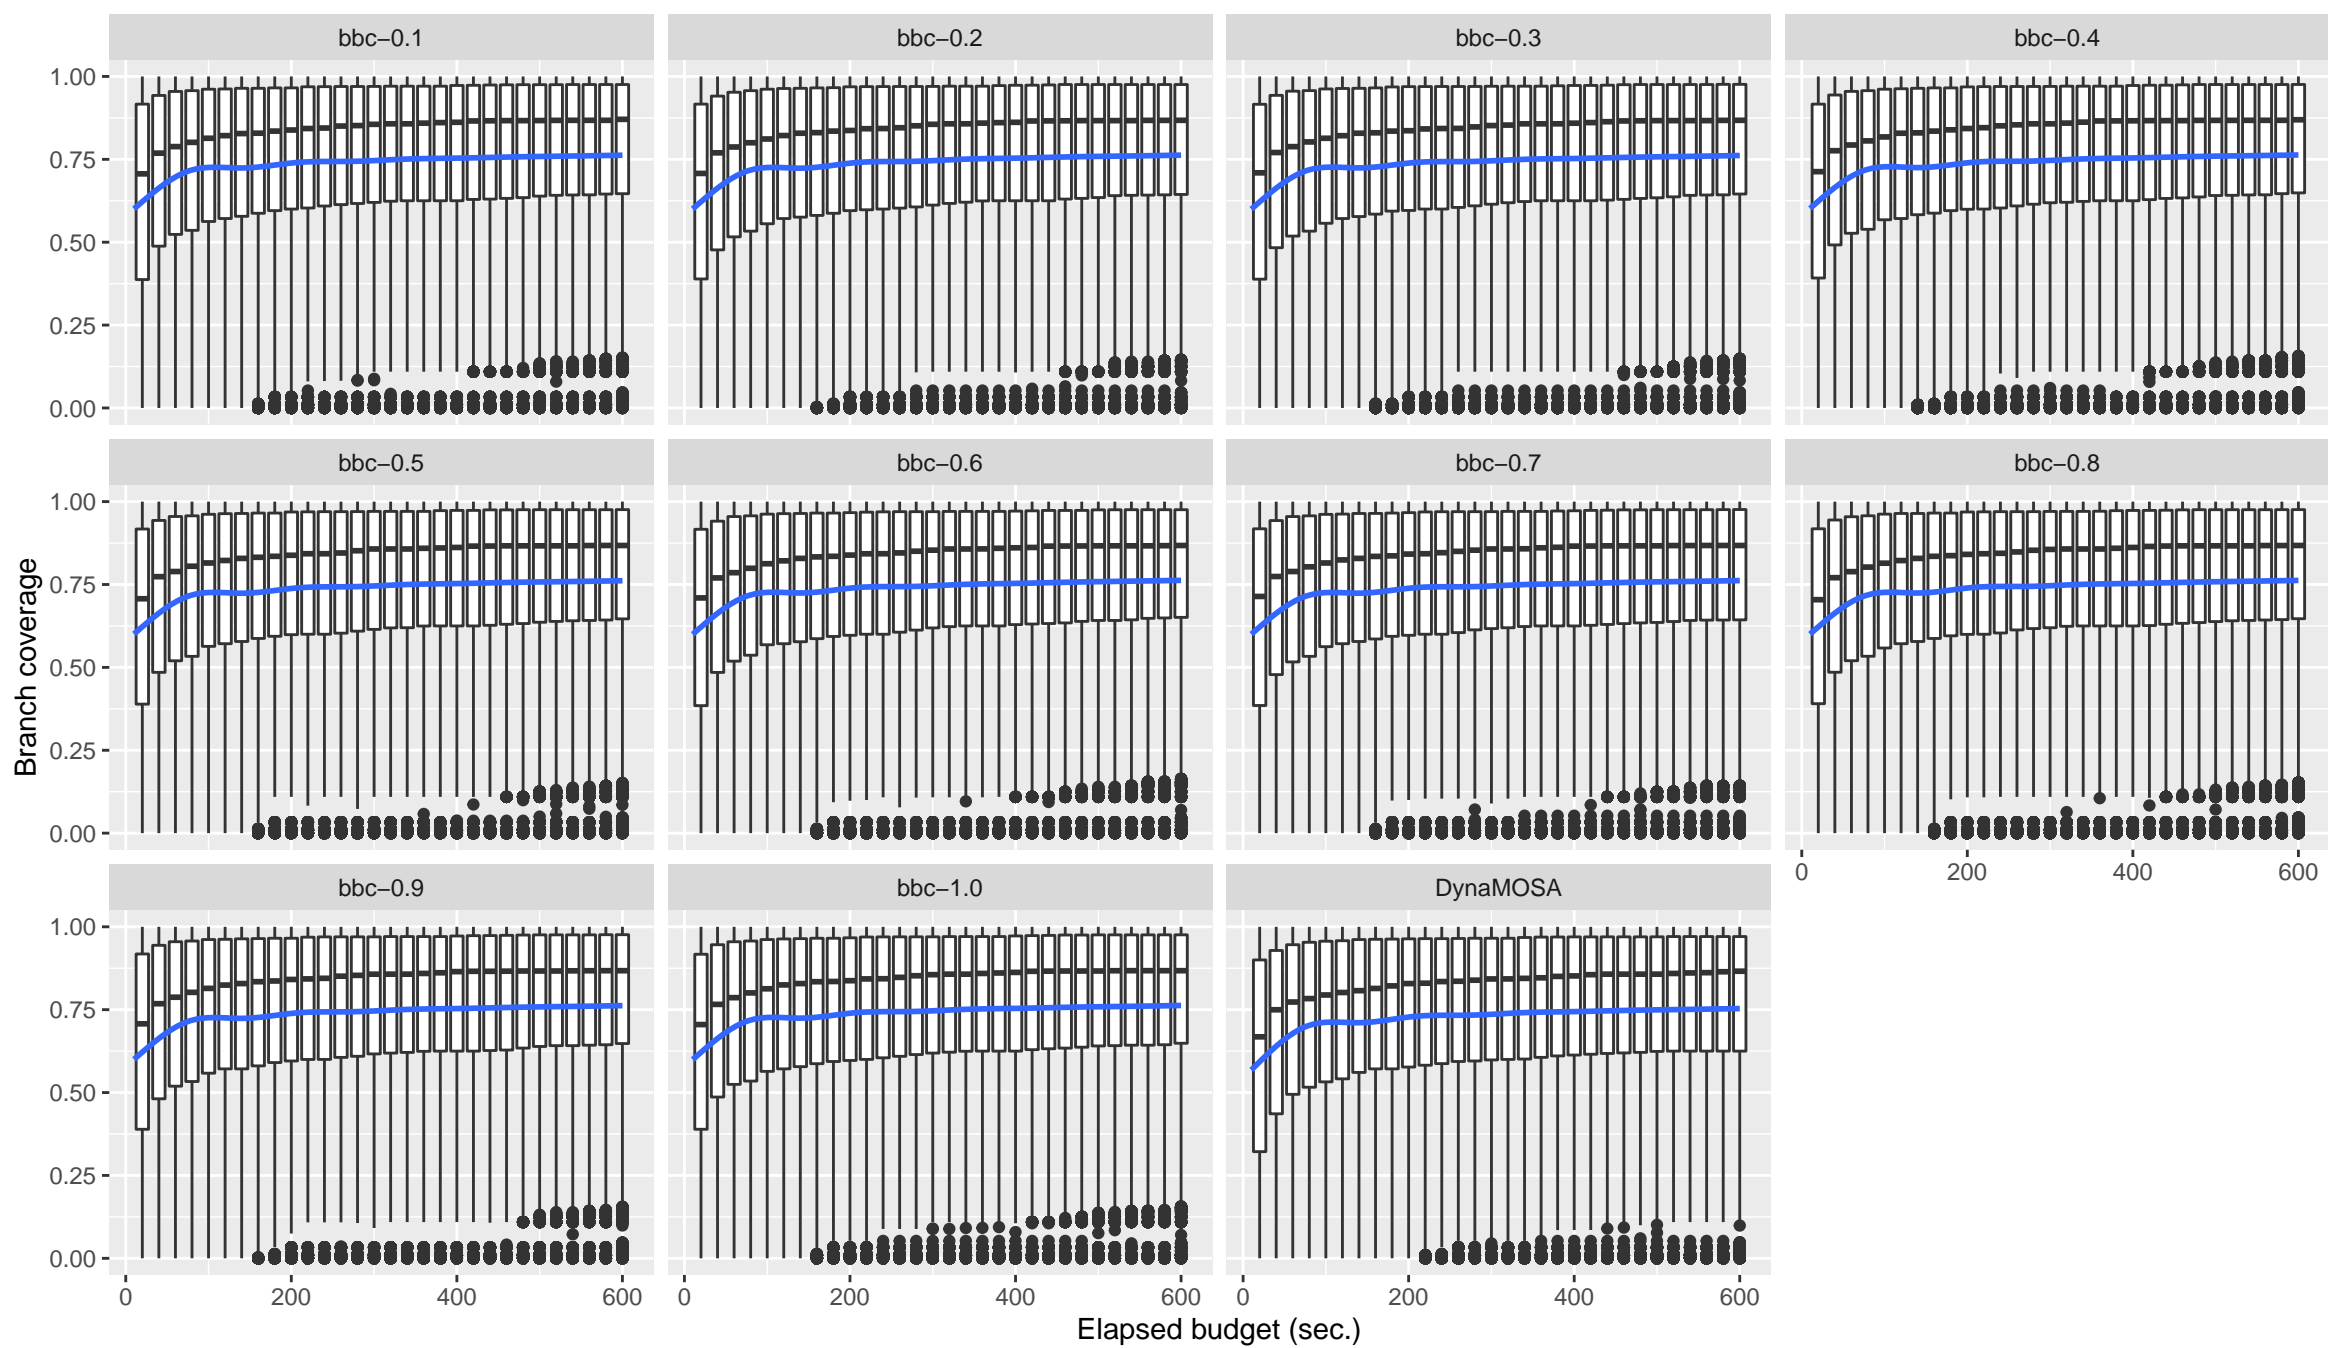 bbc−0.1 bbc−0.2 bbc−0.3 bbc−0.4
1.00
0.75
0.50
0.25
0.00
bbc−0.5 bbc−0.6 bbc−0.7 bbc−0.8
1.00
0.75
0.50
0.25
0.00
0 200 400 600
bbc−0.9 bbc−1.0 DynaMOSA
1.00
0.75
0.50
0.25
0.00
0 200 400 600 0 200 400 600 0 200 400 600
Elapsed budget (sec.)
Branch coverage